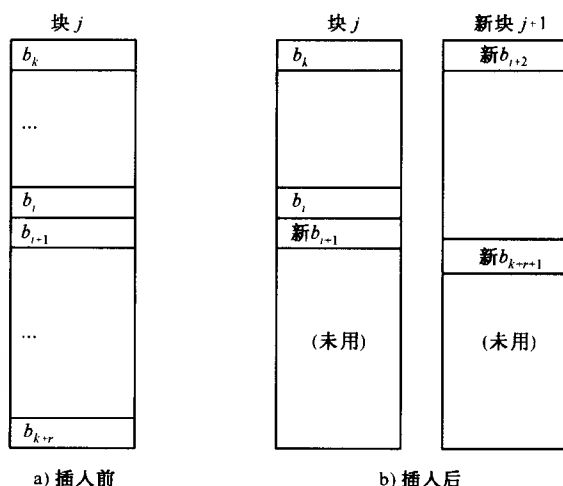 块 j
b_k
...
b_i
b_{i+1}
...
b_{k+r}
a) 插入前
块 j
新块 j+1
b_k
新b_{i+2}
b_i
新b_{i+1}
新b_{k+r+1}
(未用)
(未用)
b) 插入后